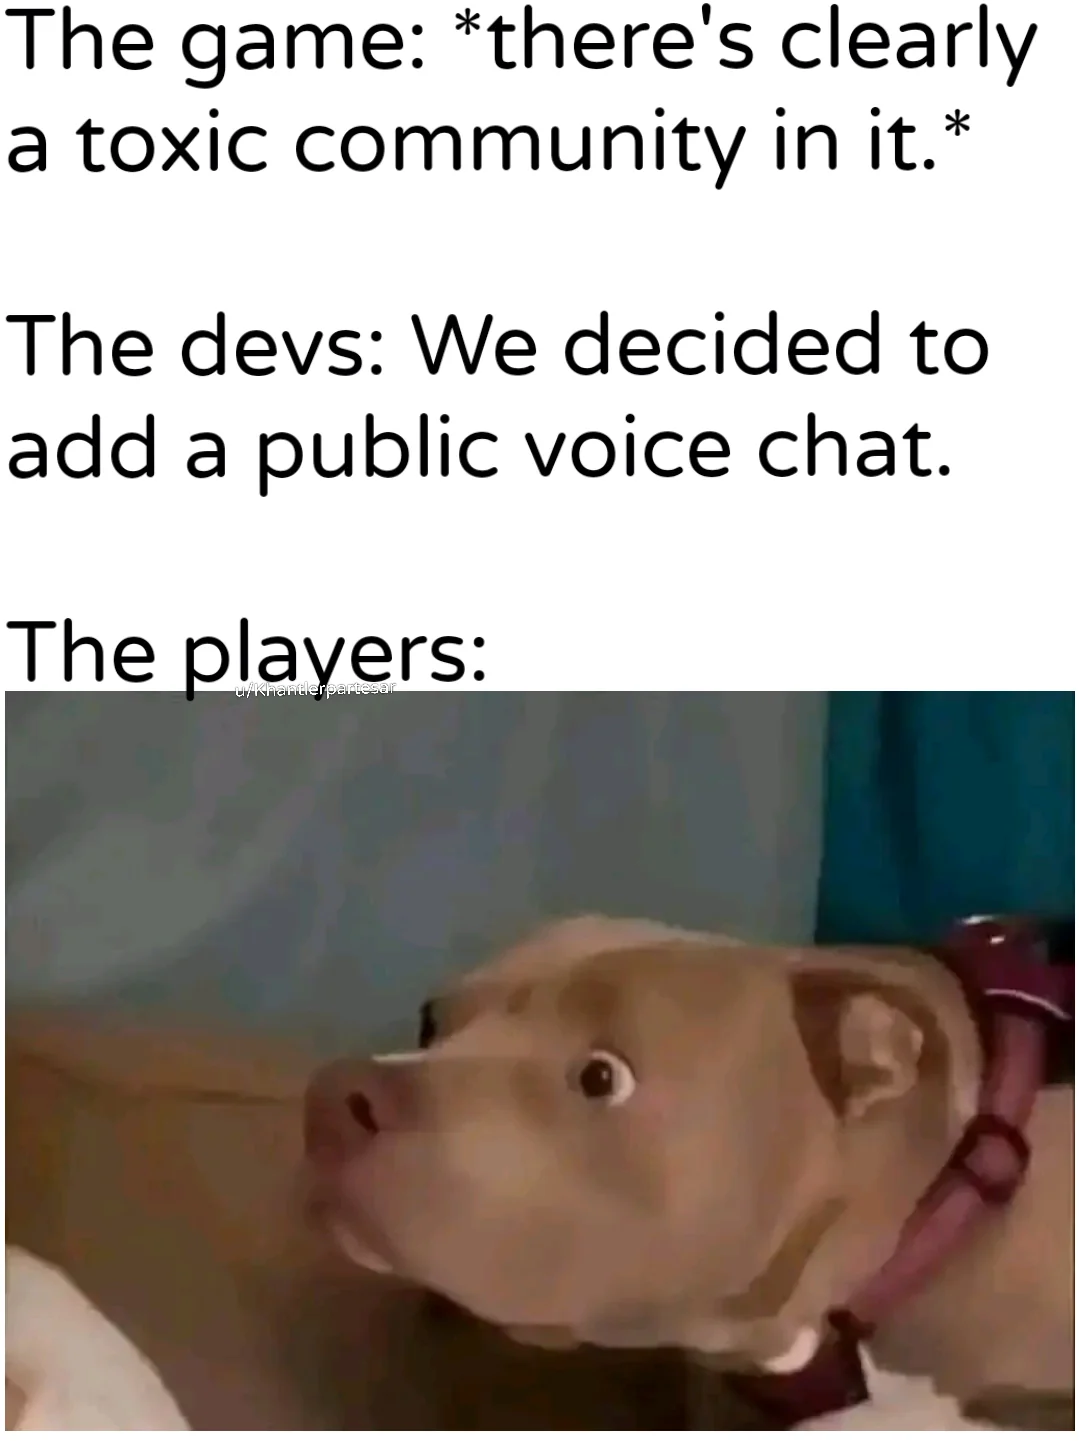 The game: *there's clearly
a toxic community in it.*
The devs: We decided to
add a public voice chat.
The players:
u/Khantlerpartesar